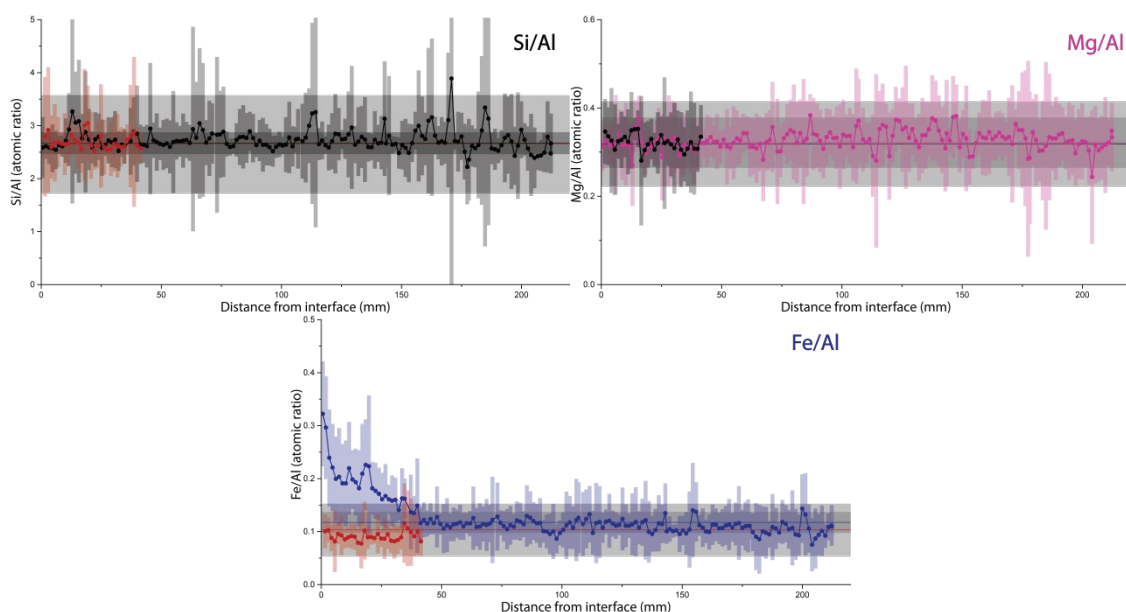 Si/Al
Si/Al (atomic ratio)
5
4
3
2
1
0
0 50 100 150 200
Distance from interface (mm)
Mg/Al
Mg/Al (atomic ratio)
0.6
0.4
0.2
0.0
0 50 100 150 200
Distance from interface (mm)
Fe/Al
Fe/Al (atomic ratio)
0.5
0.4
0.3
0.2
0.1
0.0
0 50 100 150 200
Distance from interface (mm)